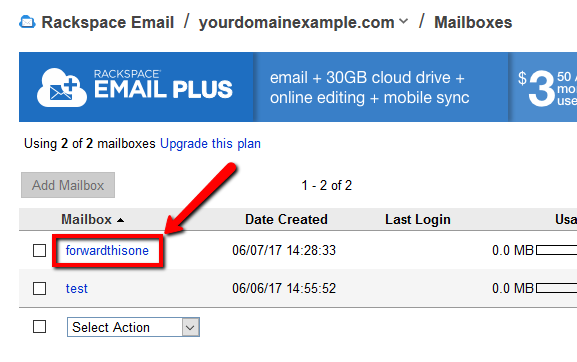 Rackspace Email / yourdomainexample.com / Mailboxes
RACKSPACE®
EMAIL PLUS
email + 30GB cloud drive +
online editing + mobile sync
$3 50 /
mo
use
Using 2 of 2 mailboxes Upgrade this plan
Add Mailbox 1 - 2 of 2
Mailbox Date Created Last Login Usa
forwardthisone 06/07/17 14:28:33 0.0 MB
test 06/06/17 14:55:52 0.0 MB
Select Action